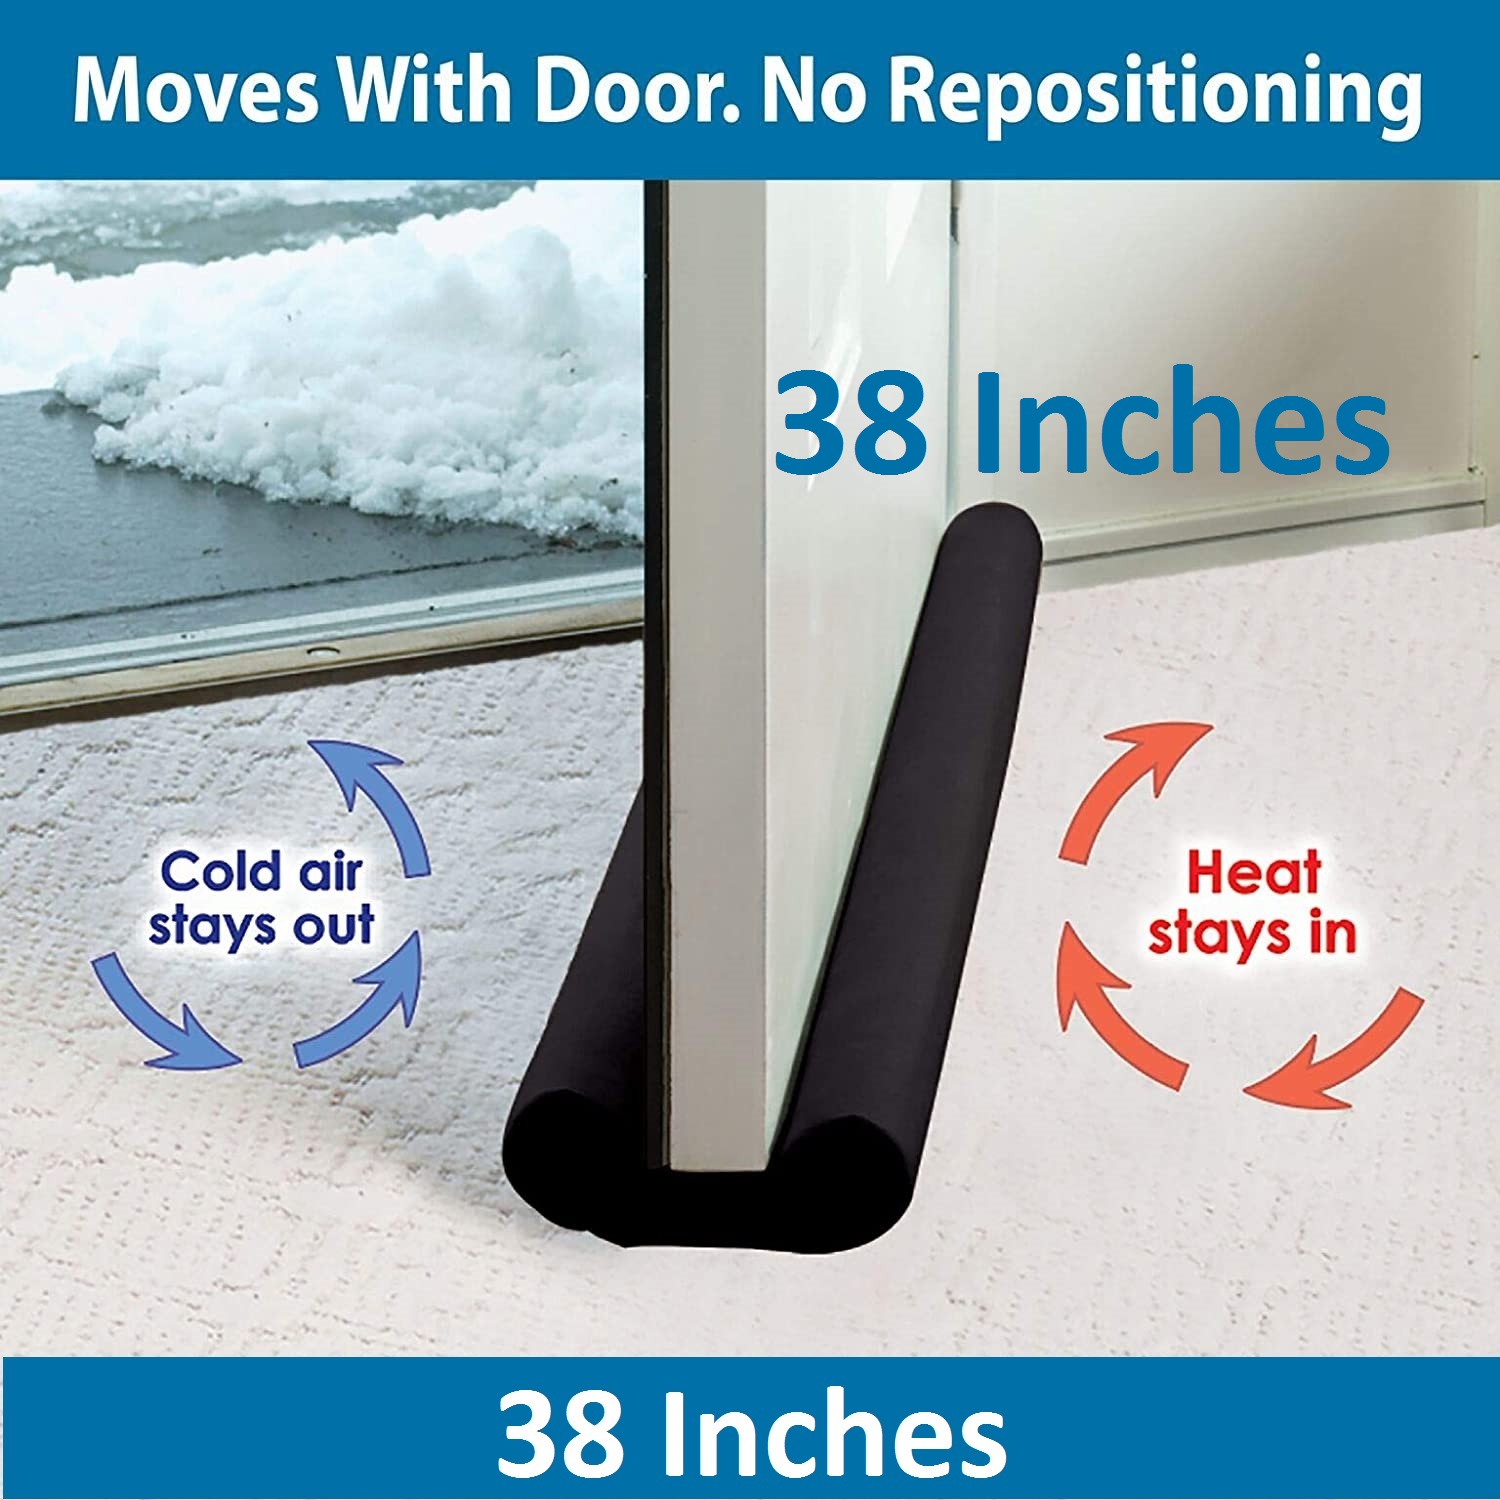 Moves With Door. No Repositioning
38 Inches
Cold air
stays out
Heat
stays in
38 Inches